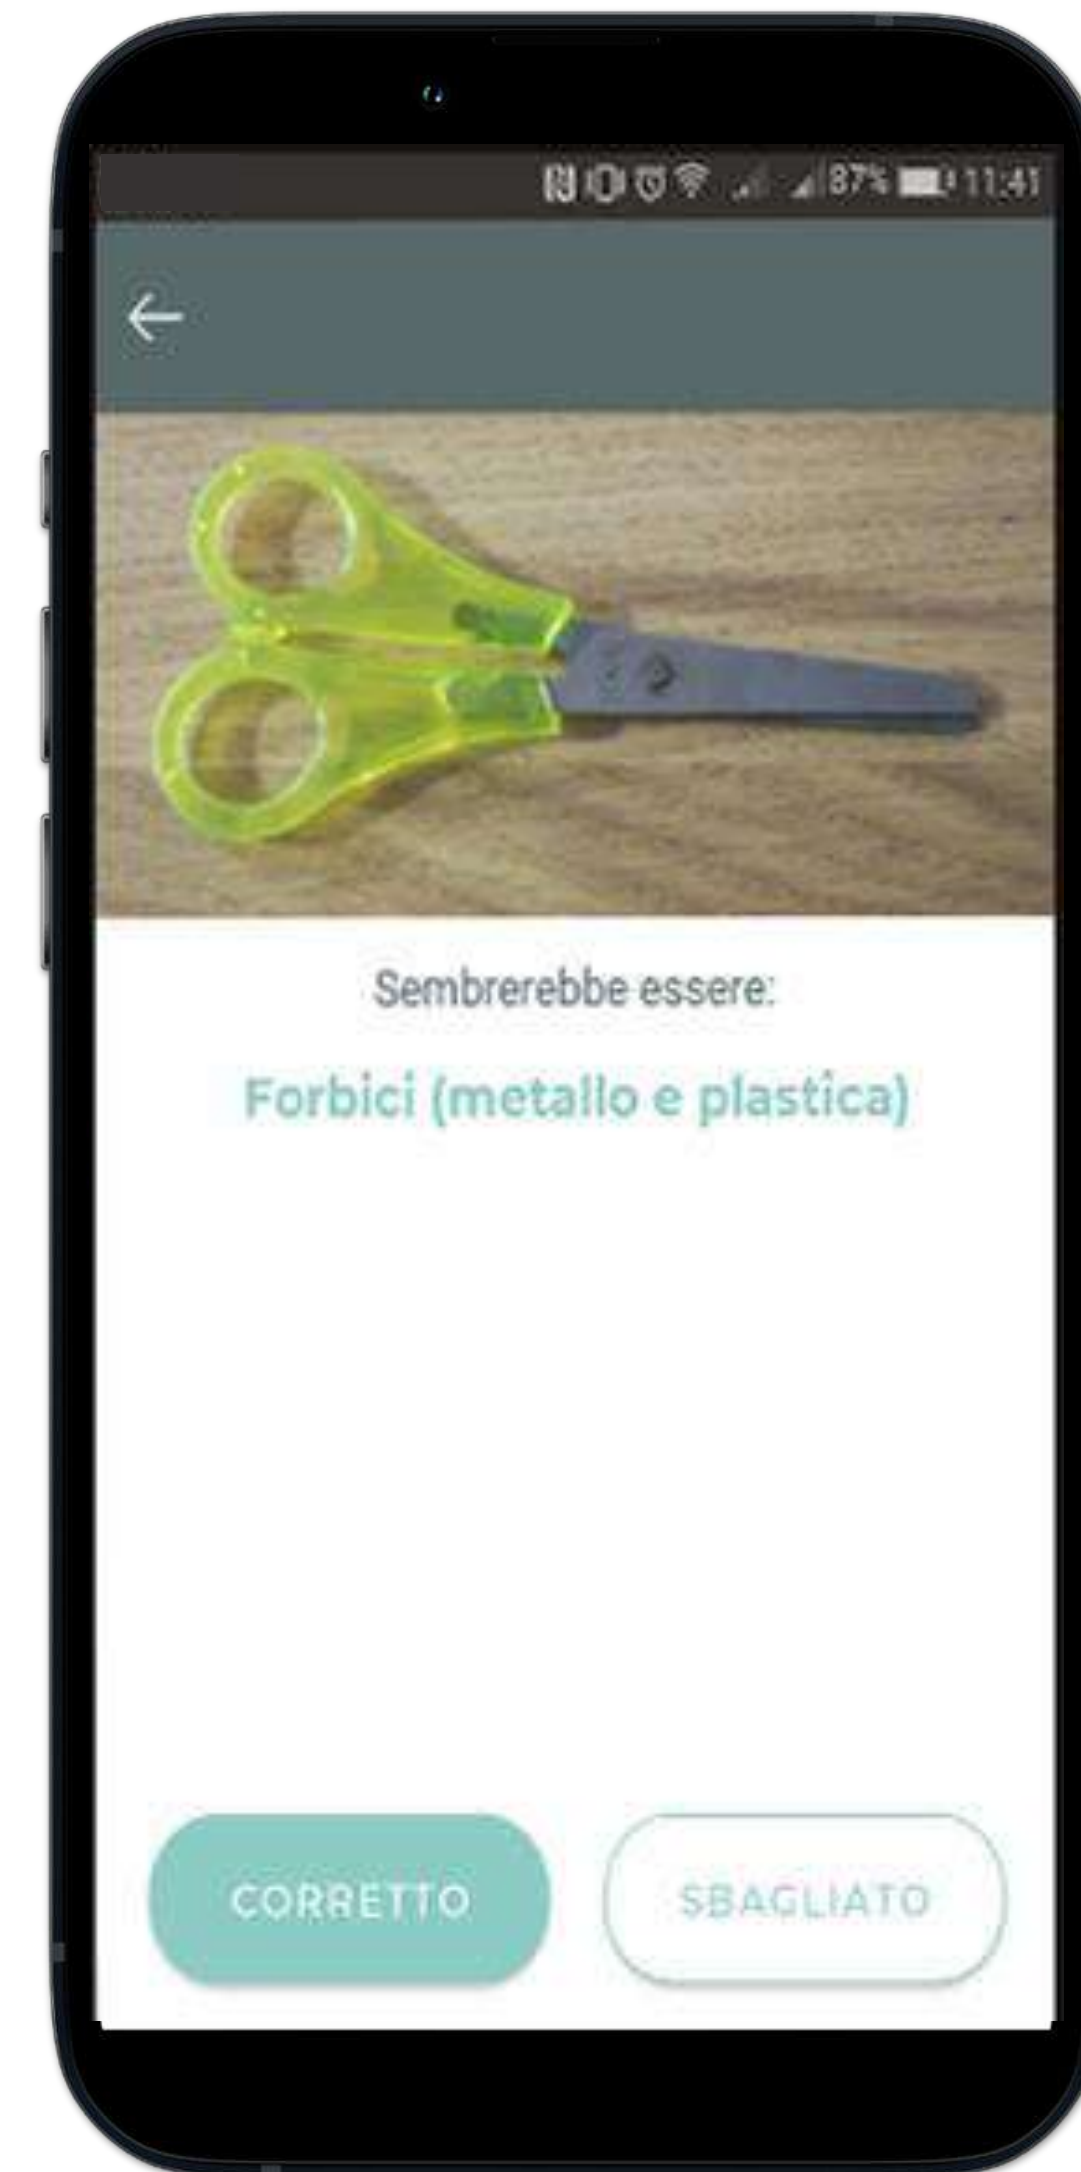 87% 11:41
Sembrerebbe essere:
Forbici (metallo e plastica)
CORRETTO
SBAGLIATO